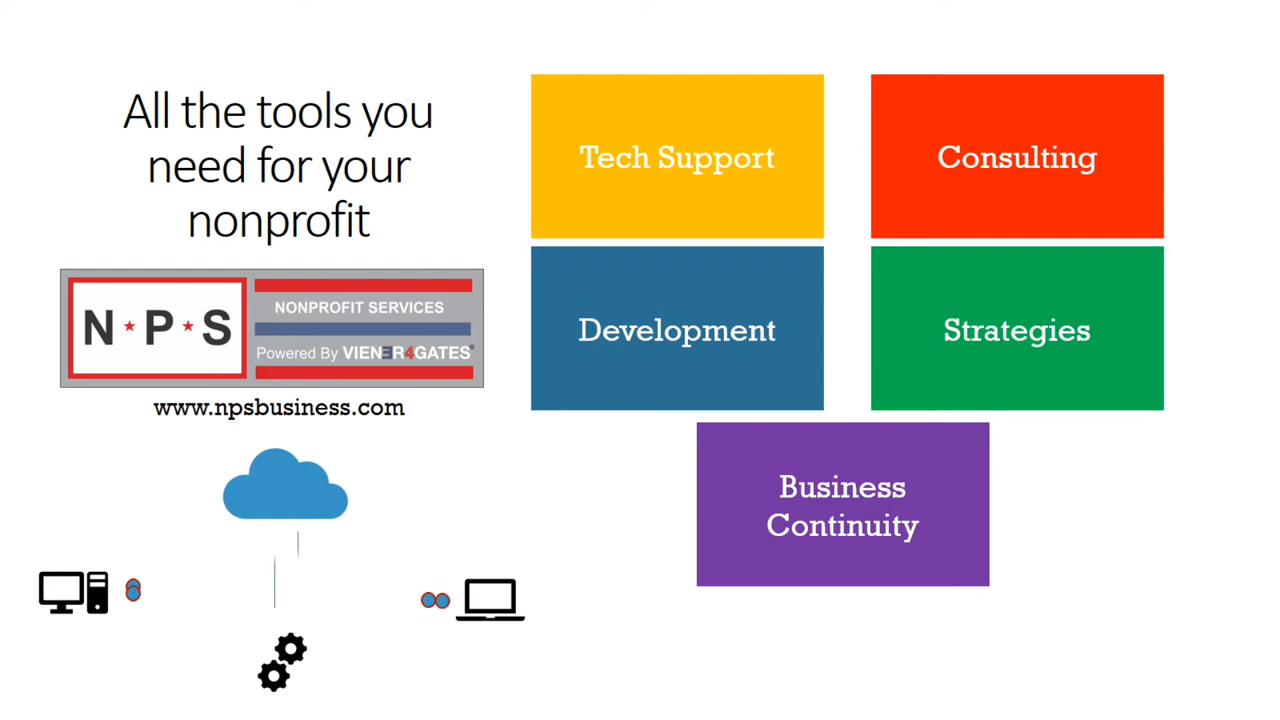 All the tools you
need for your
nonprofit
N★P★S
NONPROFIT SERVICES
Powered By VIENER4GATES®
www.npsbusiness.com
Tech Support
Consulting
Development
Strategies
Business
Continuity